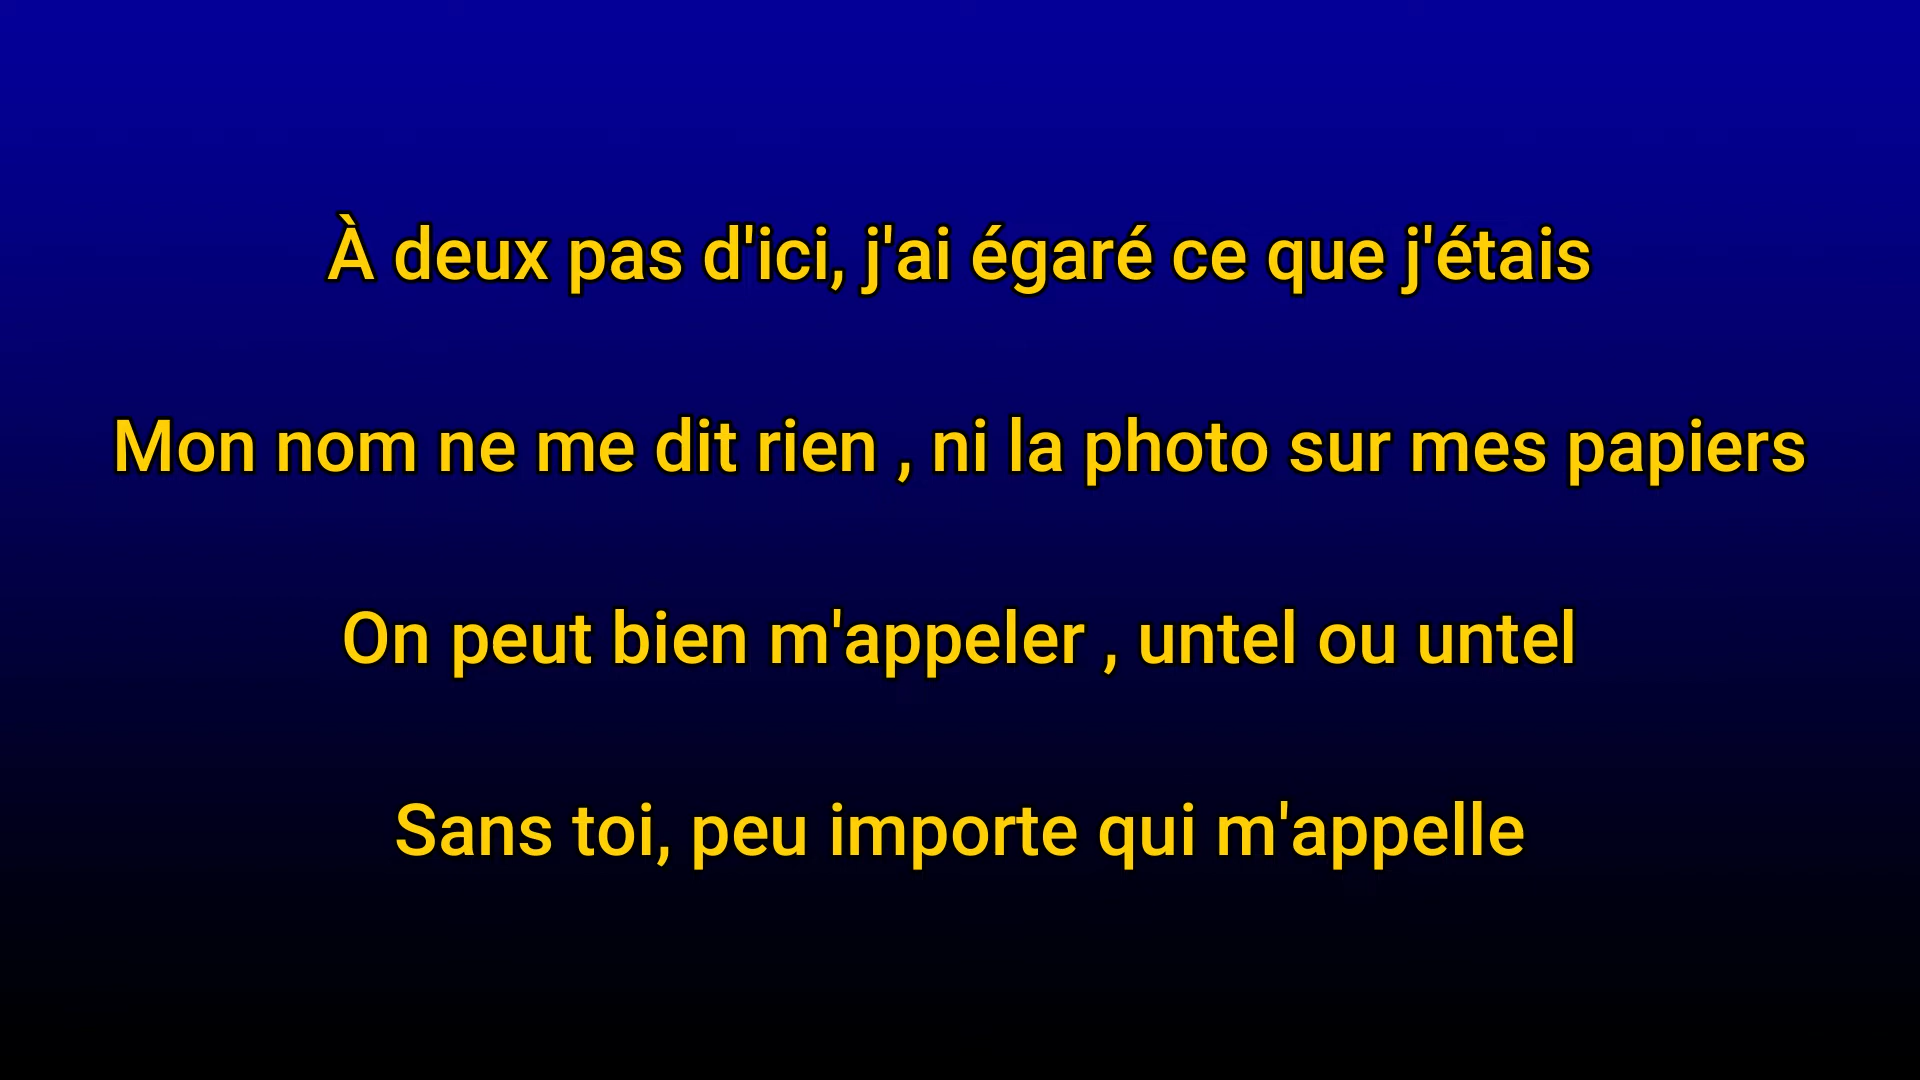 À deux pas d'ici, j'ai égaré ce que j'étais
Mon nom ne me dit rien , ni la photo sur mes papiers
On peut bien m'appeler , untel ou untel
Sans toi, peu importe qui m'appelle